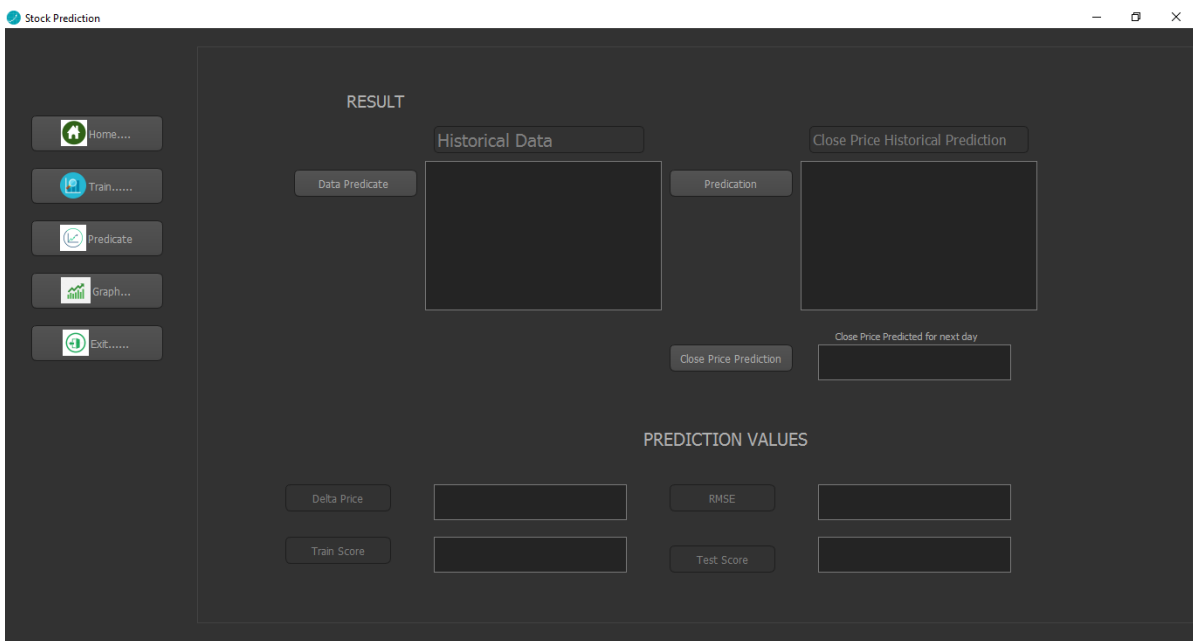 Stock Prediction
Home....
Train......
Predicate
Graph...
Exit......
RESULT
Historical Data
Close Price Historical Prediction
Data Predicate
Predication
Close Price Predicted for next day
Close Price Prediction
PREDICTION VALUES
Delta Price
RMSE
Train Score
Test Score